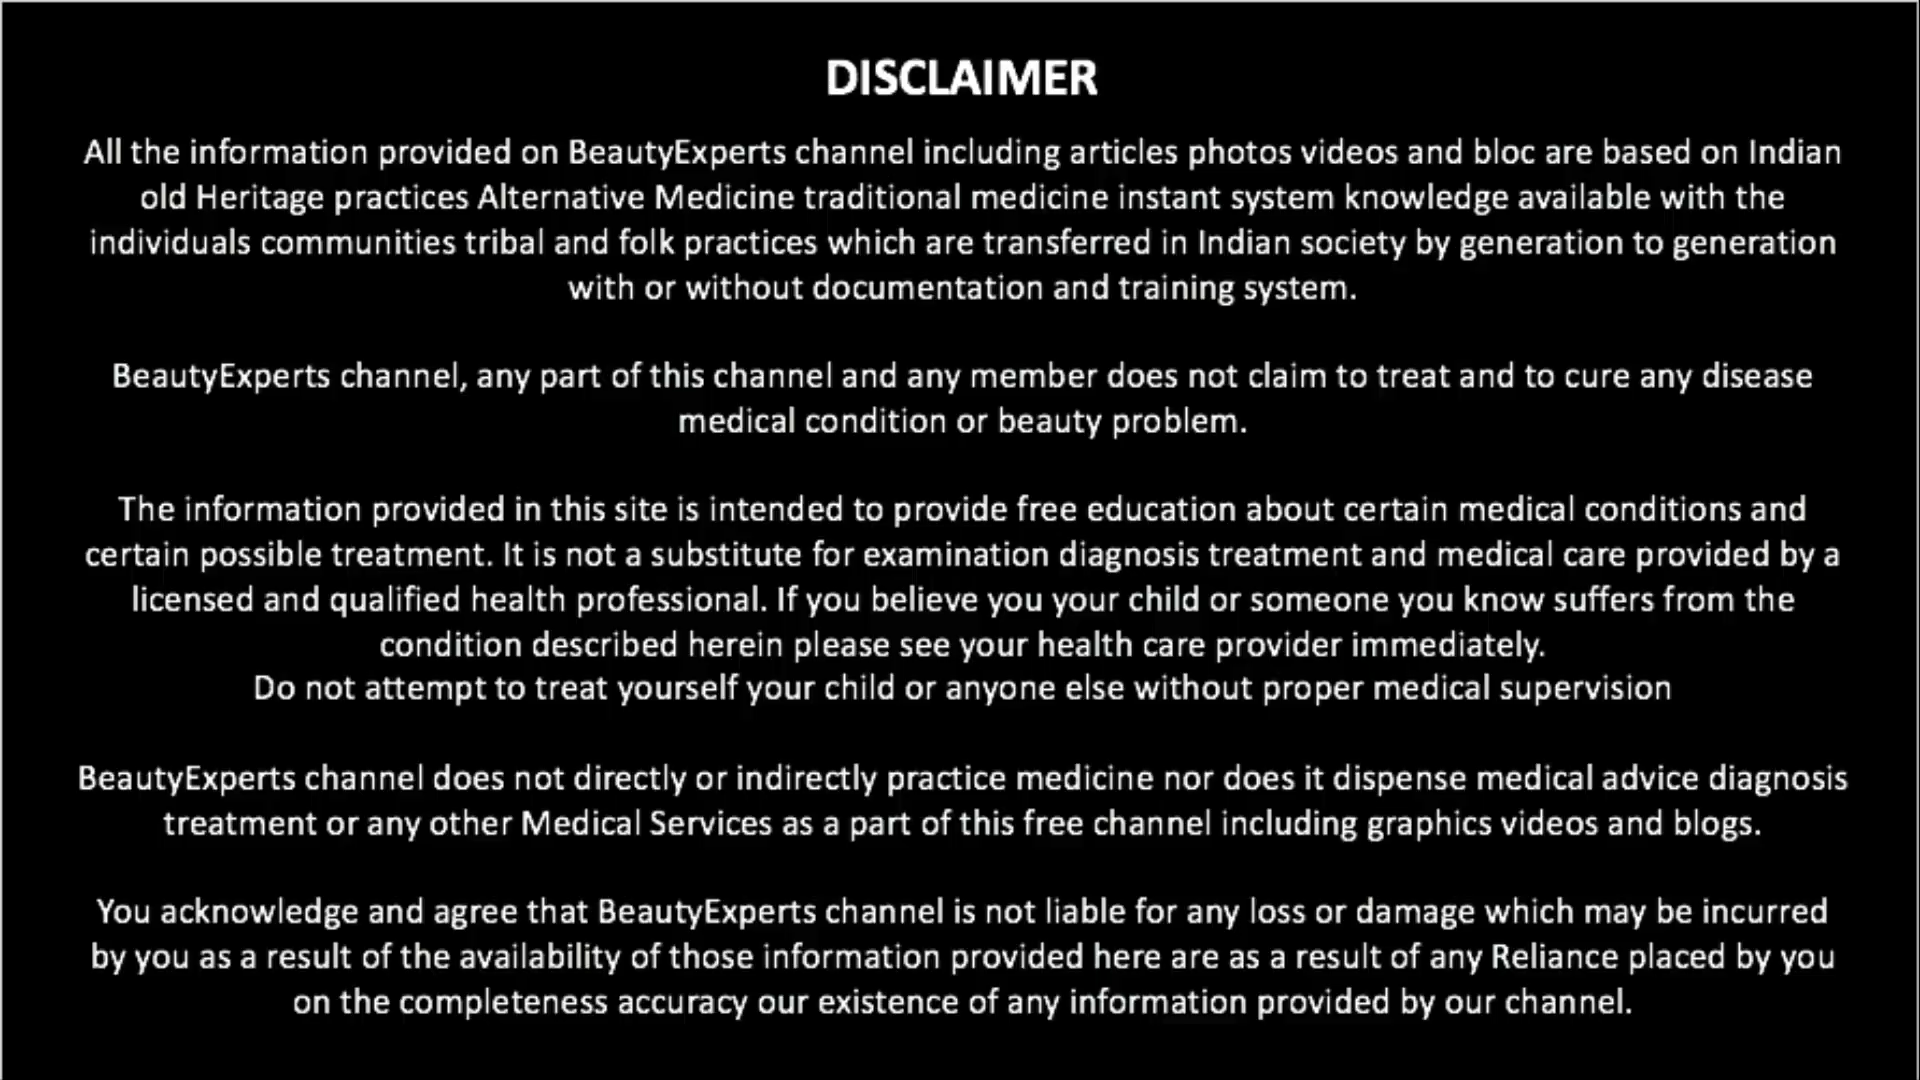 DISCLAIMER
All the information provided on BeautyExperts channel including articles photos videos and bloc are based on Indian
old Heritage practices Alternative Medicine traditional medicine instant system knowledge available with the
individuals communities tribal and folk practices which are transferred in Indian society by generation to generation
with or without documentation and training system.
BeautyExperts channel, any part of this channel and any member does not claim to treat and to cure any disease
medical condition or beauty problem.
The information provided in this site is intended to provide free education about certain medical conditions and
certain possible treatment. It is not a substitute for examination diagnosis treatment and medical care provided by a
licensed and qualified health professional. If you believe you your child or someone you know suffers from the
condition described herein please see your health care provider immediately.
Do not attempt to treat yourself your child or anyone else without proper medical supervision
BeautyExperts channel does not directly or indirectly practice medicine nor does it dispense medical advice diagnosis
treatment or any other Medical Services as a part of this free channel including graphics videos and blogs.
You acknowledge and agree that BeautyExperts channel is not liable for any loss or damage which may be incurred
by you as a result of the availability of those information provided here are as a result of any Reliance placed by you
on the completeness accuracy our existence of any information provided by our channel.